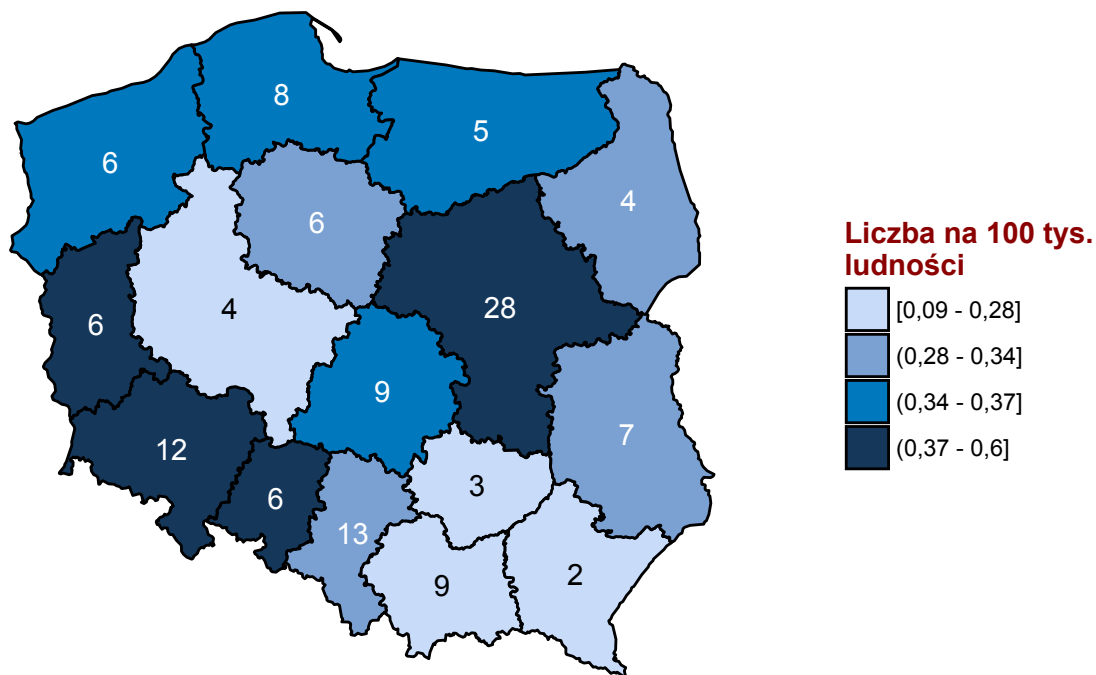 8
5
6
4
6
28
6
4
9
7
12
3
6
13
2
9
Liczba na 100 tys.
ludności
[0,09 - 0,28]
(0,28 - 0,34]
(0,34 - 0,37]
(0,37 - 0,6]